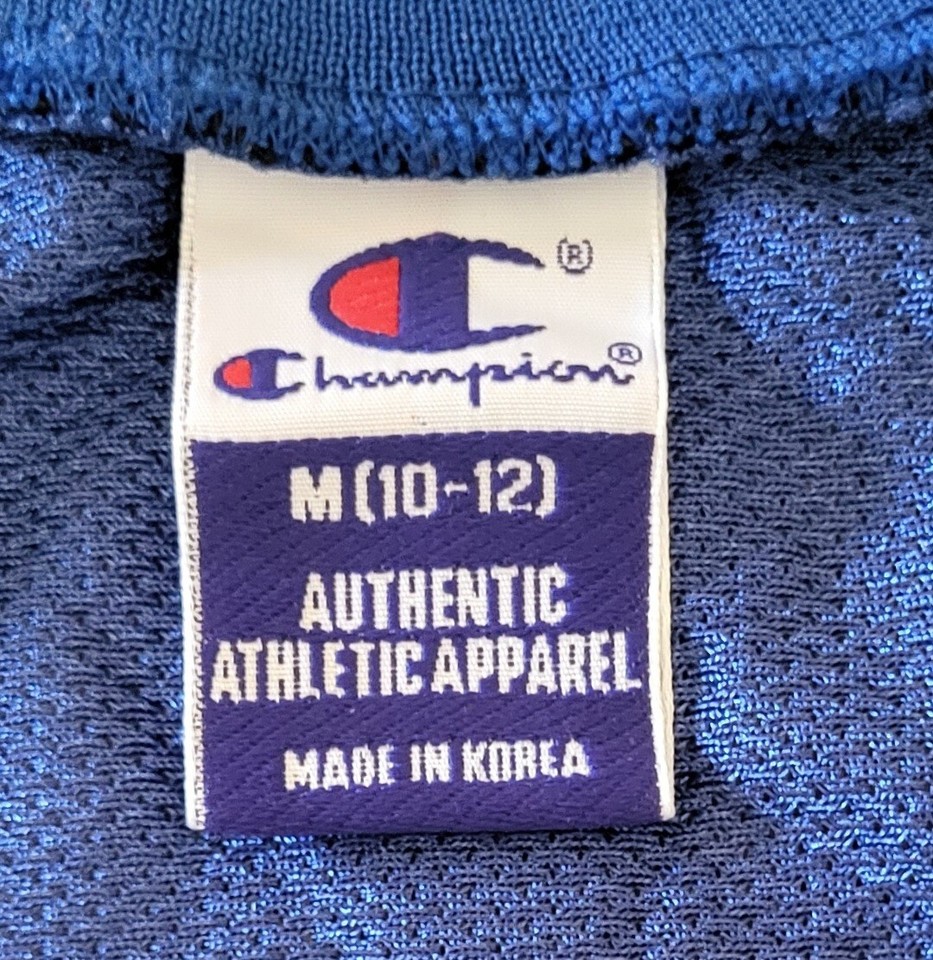 C®
Champion®
M (10-12)
AUTHENTIC
ATHLETIC APPAREL
MADE IN KOREA